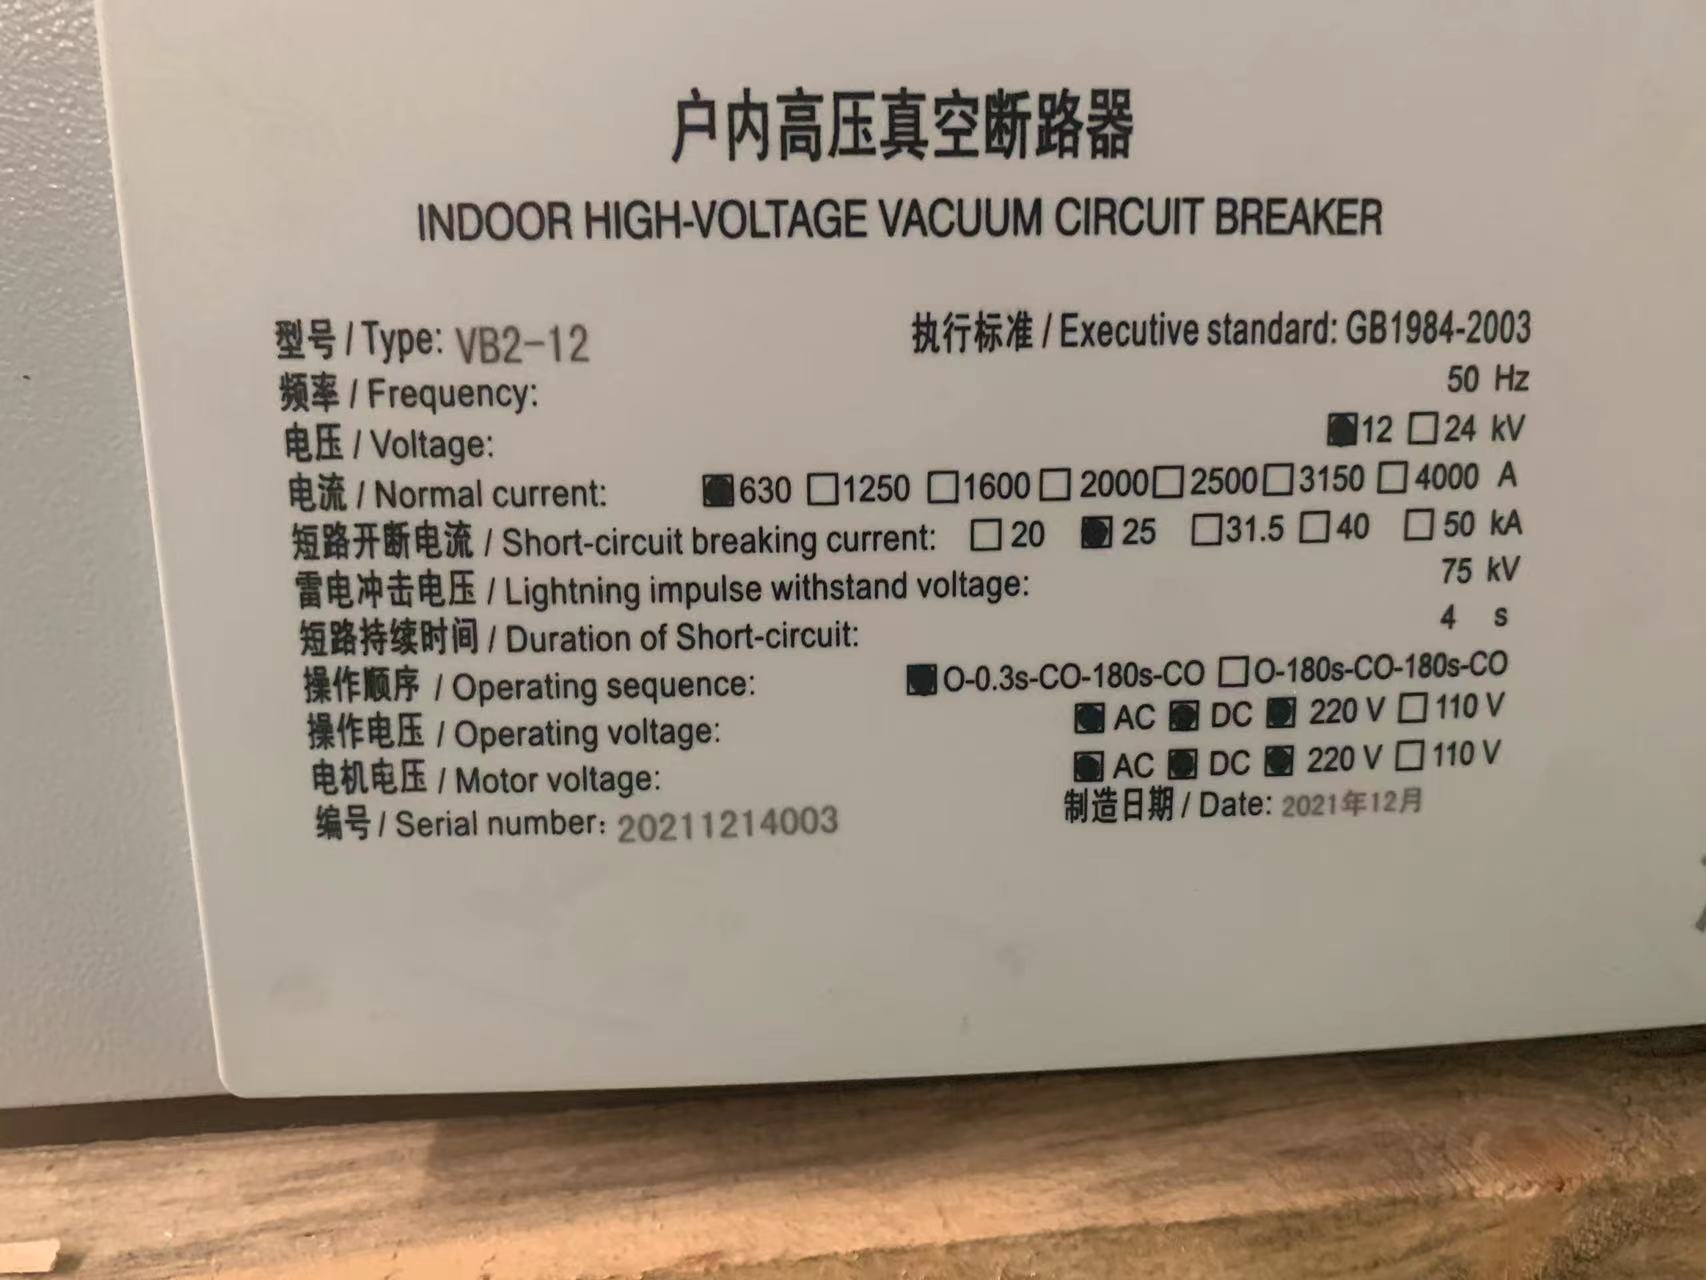 户内高压真空断路器
INDOOR HIGH-VOLTAGE VACUUM CIRCUIT BREAKER
型号 / Type: VB2-12 执行标准 / Executive standard: GB1984-2003
频率 / Frequency: 50 Hz
电压 / Voltage: ■12 □24 kV
电流 / Normal current: ■630 □1250 □1600 □ 2000 □2500 □3150 □ 4000 A
短路开断电流 / Short-circuit breaking current: □ 20 ■ 25 □31.5 □ 40 □ 50 kA
雷电冲击电压 / Lightning impulse withstand voltage: 75 kV
短路持续时间 / Duration of Short-circuit: 4 s
操作顺序 / Operating sequence: ■O-0.3s-CO-180s-CO □O-180s-CO-180s-CO
操作电压 / Operating voltage: ■ AC ■ DC ■ 220 V □ 110 V
电机电压 / Motor voltage: ■ AC ■ DC ■ 220 V □ 110 V
编号 / Serial number: 20211214003 制造日期 / Date: 2021年12月